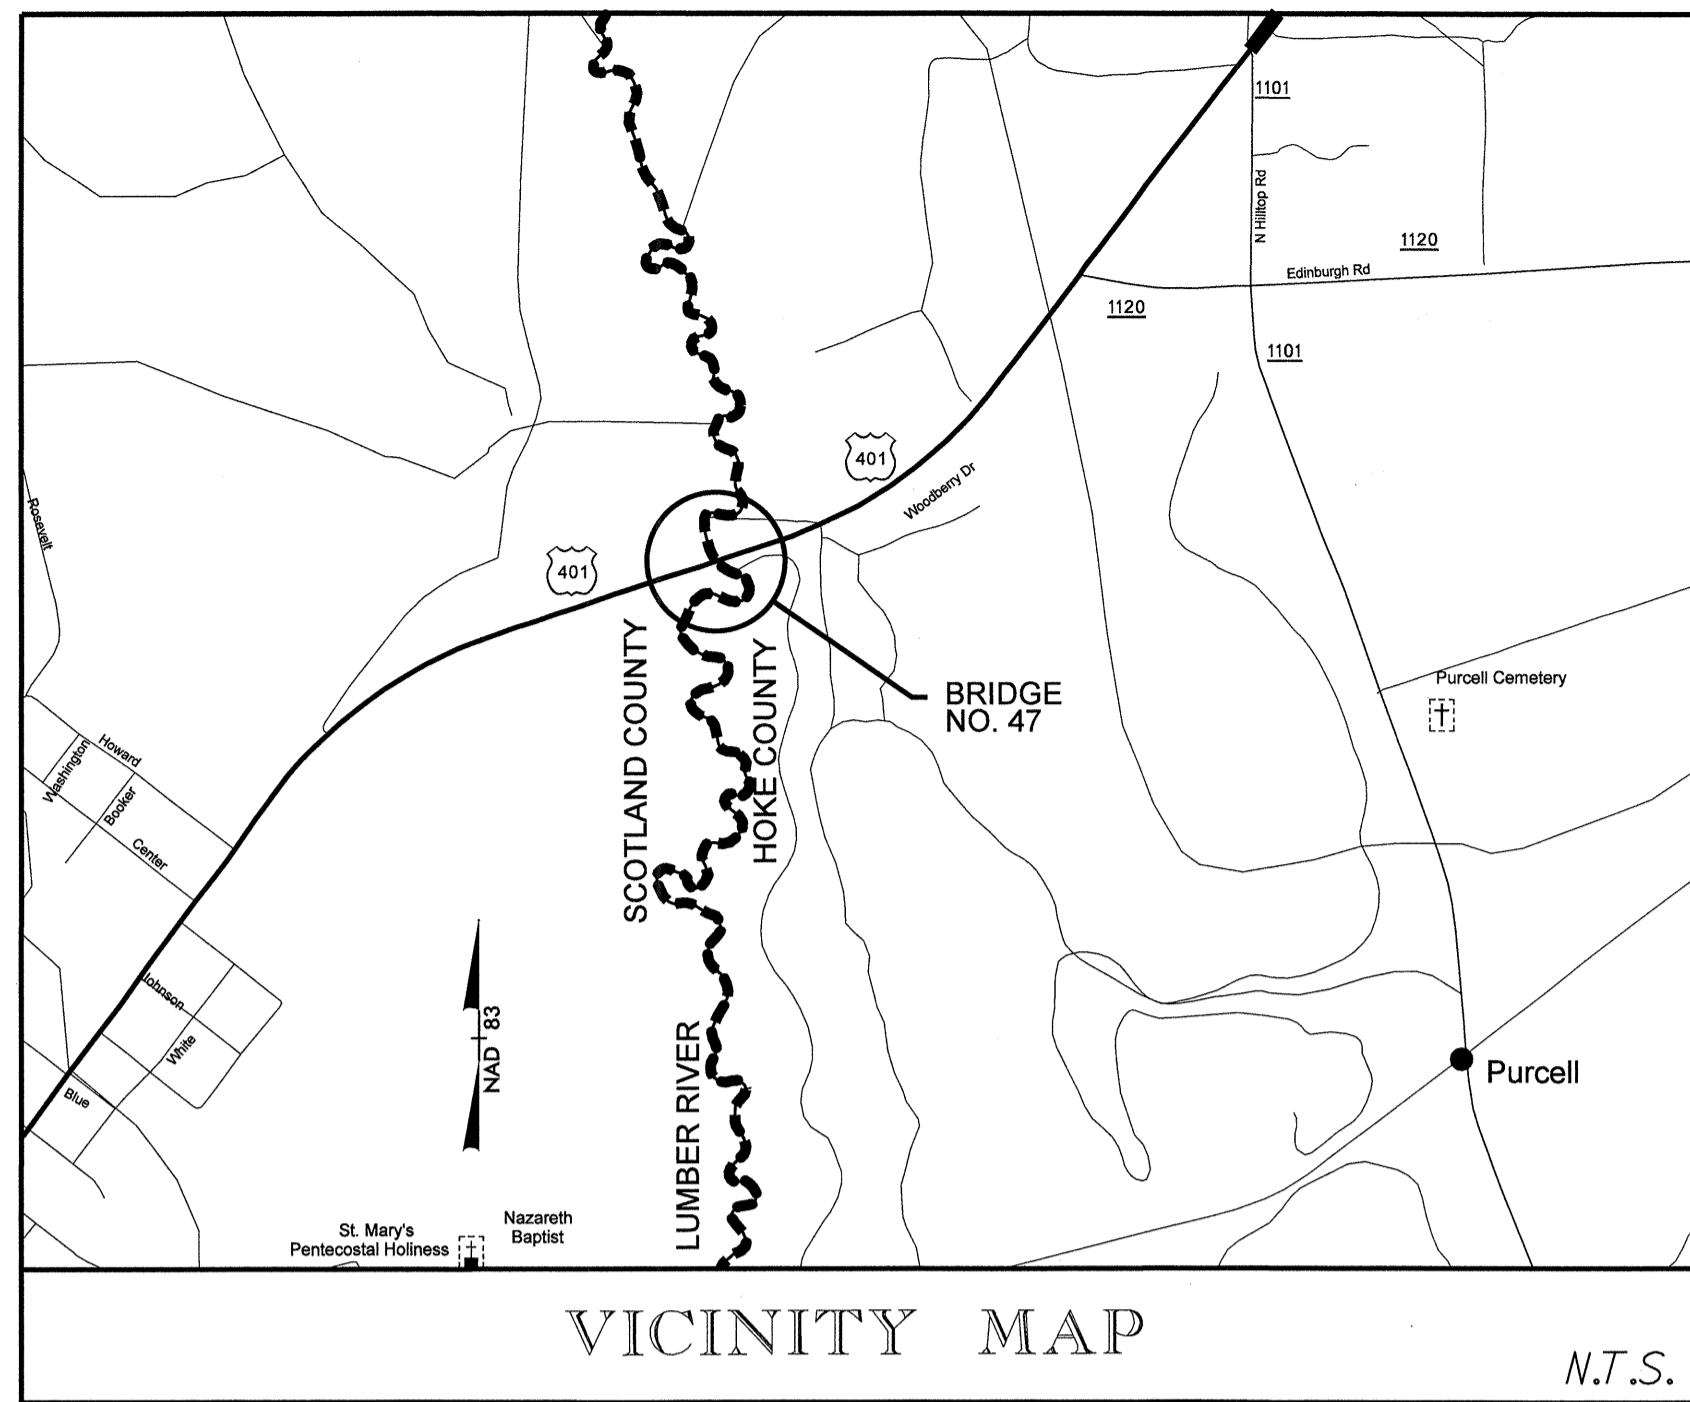 1101
N Hilltop Rd
1120
Edinburgh Rd
1120
1101
401
Woodberry Dr
Rosevelt
401
SCOTLAND COUNTY
HOKE COUNTY
BRIDGE
NO. 47
Purcell Cemetery
Howard
Washington
Booker
Center
Johnson
White
Blue
NAD 83
LUMBER RIVER
Purcell
St. Mary's
Pentecostal Holiness
Nazareth
Baptist
VICINITY MAP
N.T.S.